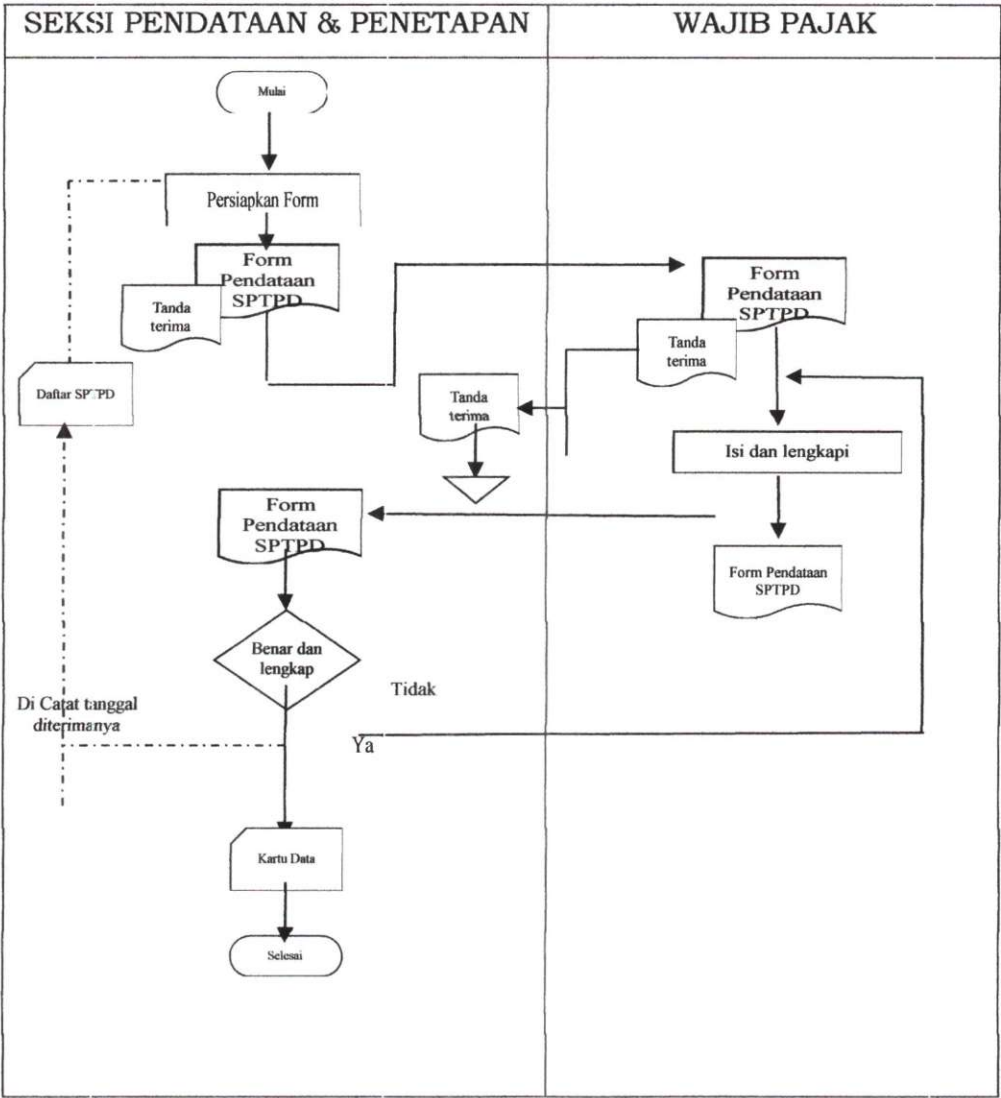 SEKSI PENDATAAN & PENETAPAN
WAJIB PAJAK
Mulai
Persiapkan Form
Form
Pendataan
SPTPD
Tanda
terima
Form
Pendataan
SPTPD
Tanda
terima
Daftar SPTPD
Tanda
terima
Isi dan lengkapi
Form
Pendataan
SPTPD
Form Pendataan
SPTPD
Benar dan
lengkap
Tidak
Di Catat tanggal
diterimanya
Ya
Kartu Data
Selesai